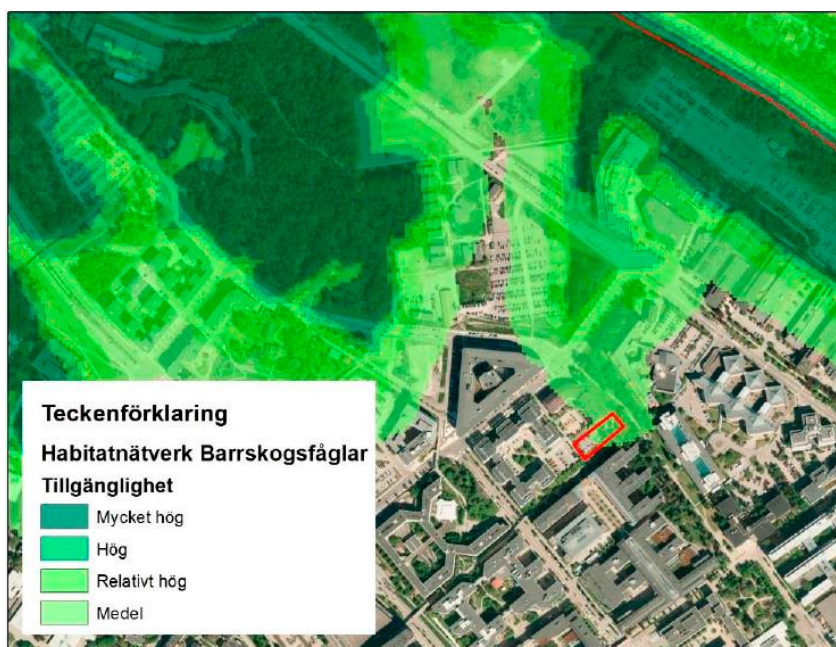 Teckenförklaring
Habitatnätverk Barrskogsfåglar
Tillgänglighet
Mycket hög
Hög
Relativt hög
Medel